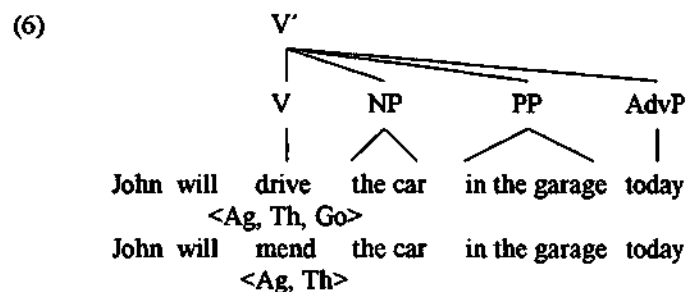 (6) V´
V NP PP AdvP
John will drive the car in the garage today
<Ag, Th, Go>
John will mend the car in the garage today
<Ag, Th>